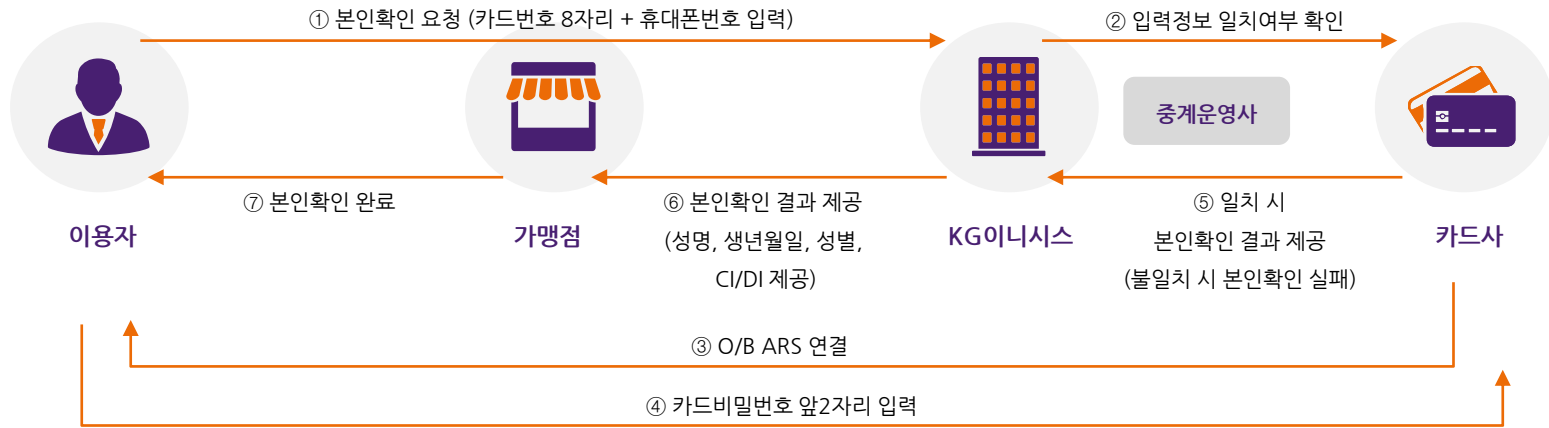 ① 본인확인 요청 (카드번호 8자리 + 휴대폰번호 입력)
② 입력정보 일치여부 확인
중계운영사
⑦ 본인확인 완료
⑥ 본인확인 결과 제공
(성명, 생년월일, 성별,
CI/DI 제공)
⑤ 일치 시
본인확인 결과 제공
(불일치 시 본인확인 실패)
이용자
가맹점
KG이니시스
카드사
③ O/B ARS 연결
④ 카드비밀번호 앞2자리 입력